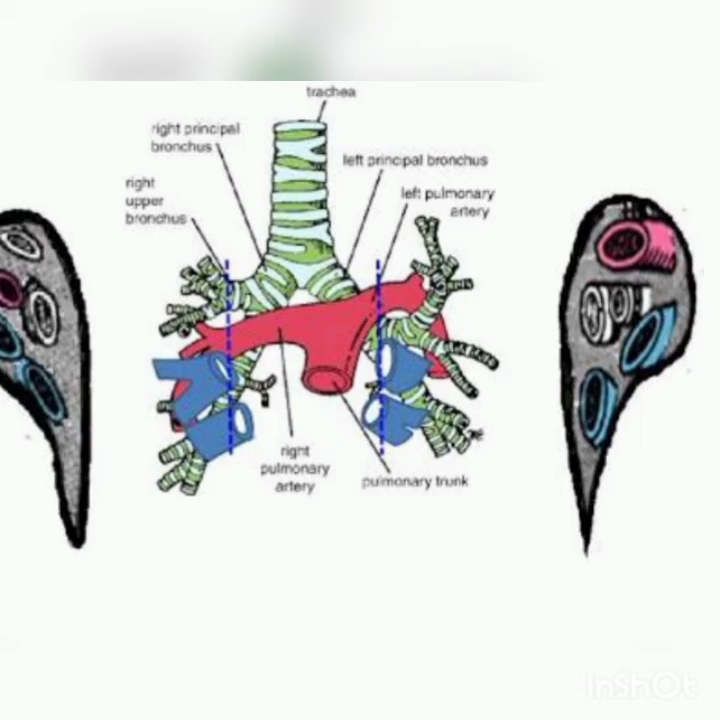 trachea
right principal
bronchus
left principal bronchus
right
upper
bronchus
left pulmonary
artery
right
pulmonary
artery
pulmonary trunk
InShOt